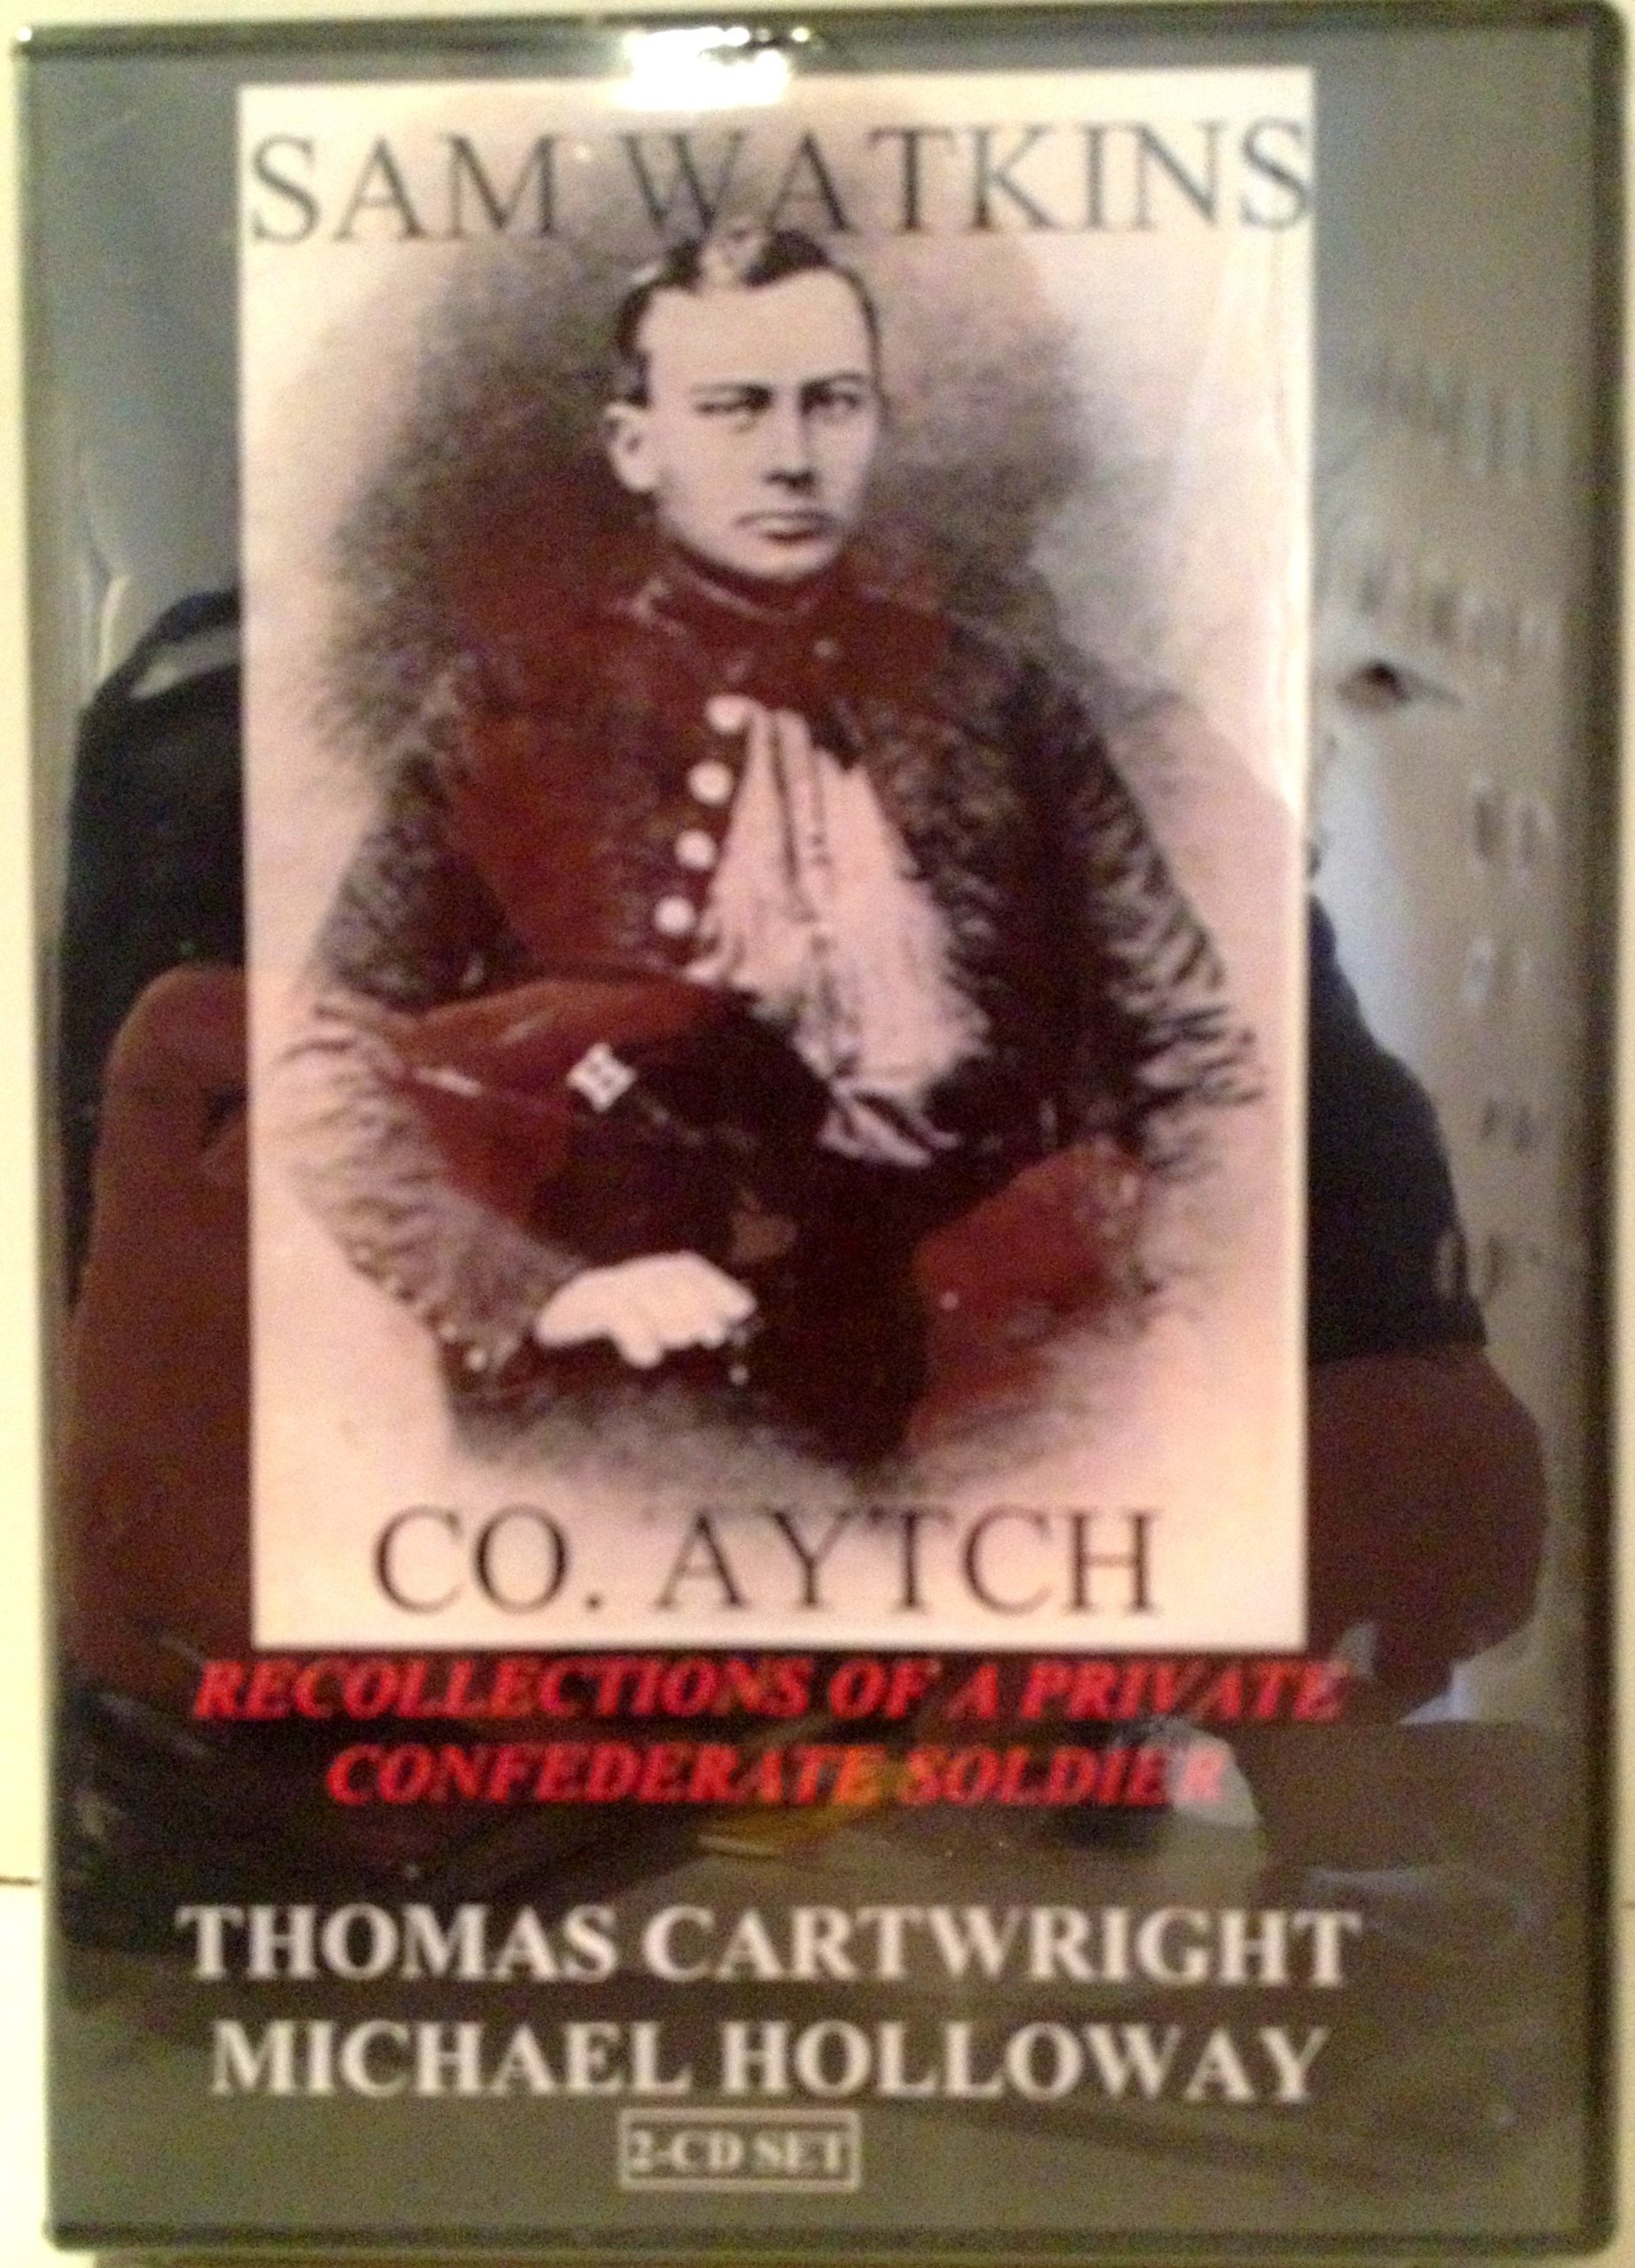 SAM WATKINS
CO. AYTCH
RECOLLECTIONS OF A PRIVATE
CONFEDERATE SOLDIER
THOMAS CARTWRIGHT
MICHAEL HOLLOWAY
2-CD SET